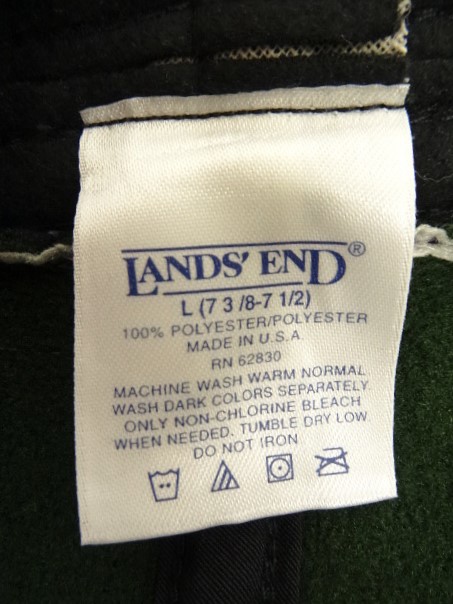 LANDS' END®
L (7 3/8-7 1/2)
100% POLYESTER/POLYESTER
MADE IN U.S.A.
RN 62830
MACHINE WASH WARM NORMAL
WASH DARK COLORS SEPARATELY
ONLY NON-CHLORINE BLEACH
WHEN NEEDED. TUMBLE DRY LOW
DO NOT IRON